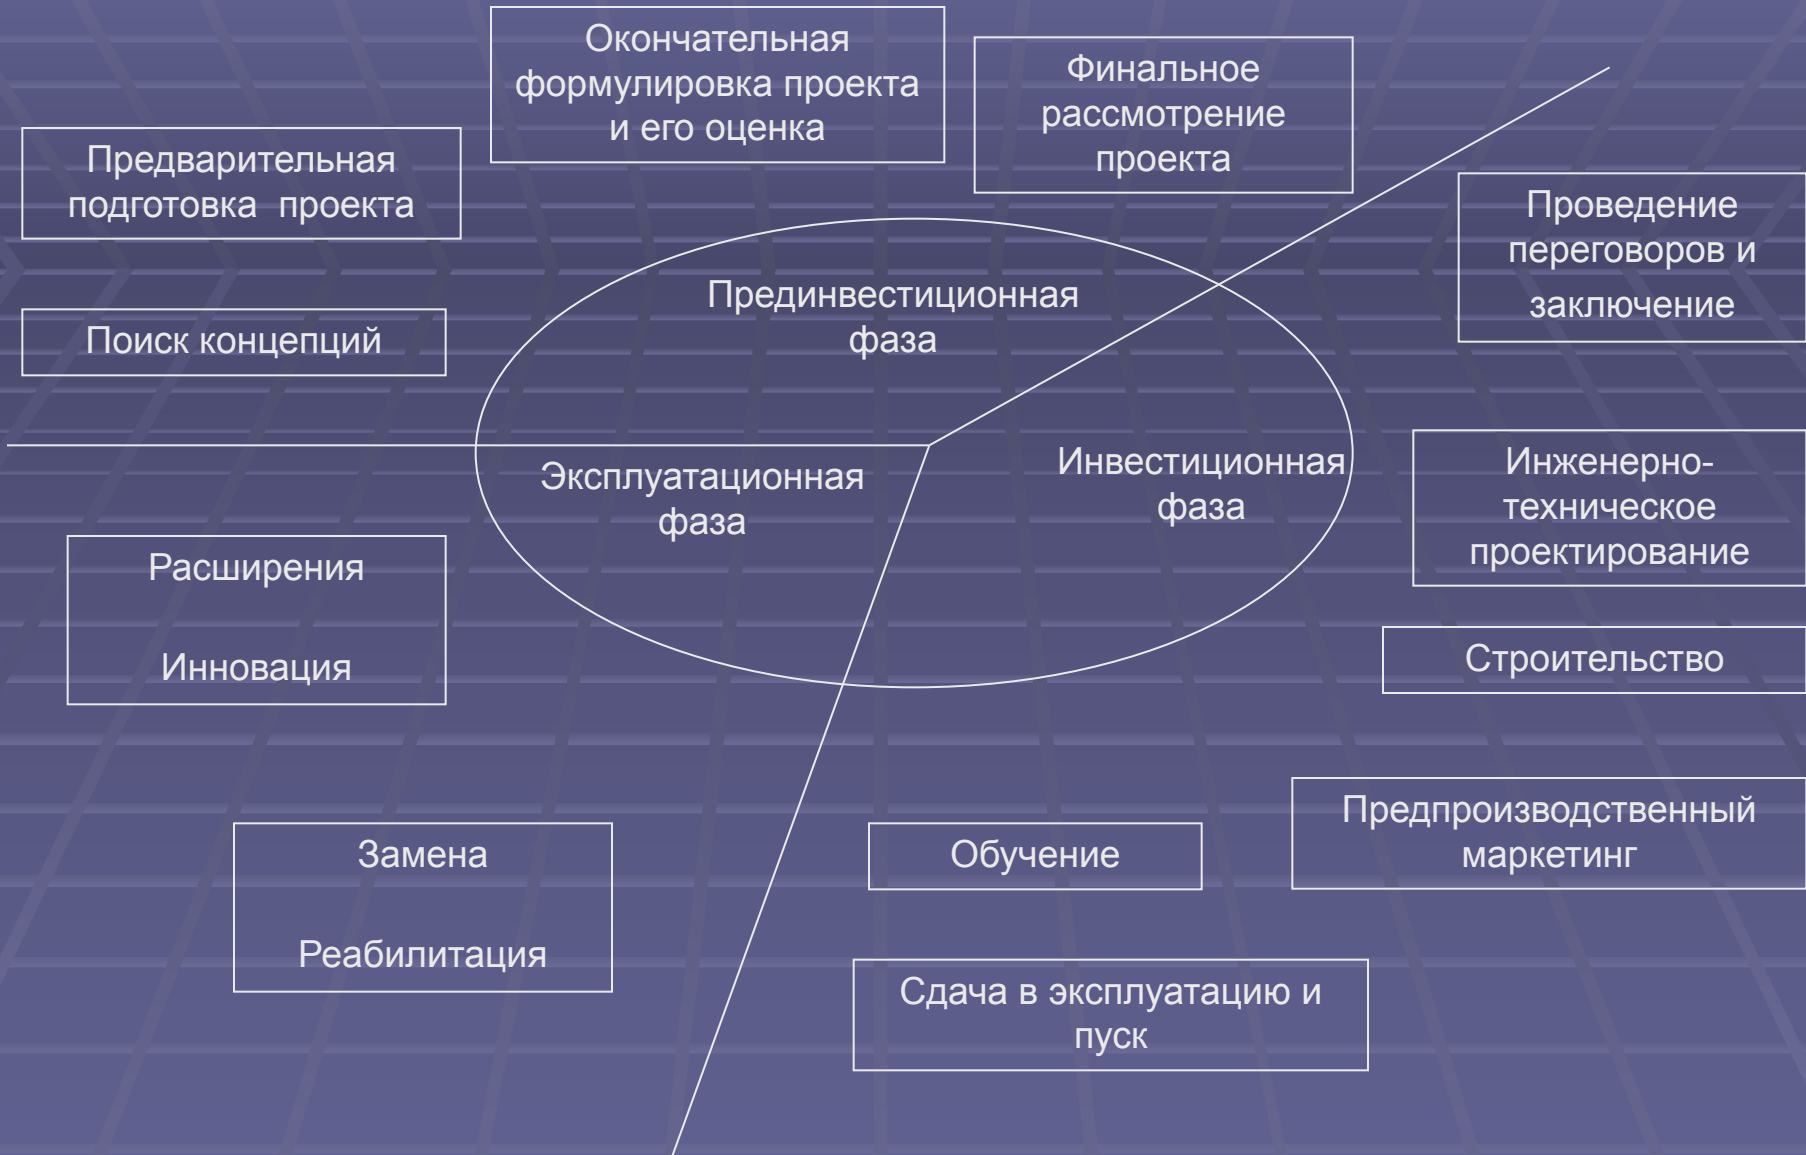 Окончательная
формулировка проекта
и его оценка
Финальное
рассмотрение
проекта
Предварительная
подготовка проекта
Проведение
переговоров и
заключение
Прединвестиционная
фаза
Поиск концепций
Эксплуатационная
фаза
Инвестиционная
фаза
Инженерно-
техническое
проектирование
Расширения
Инновация
Строительство
Предпроизводственный
маркетинг
Замена
Реабилитация
Обучение
Сдача в эксплуатацию и
пуск